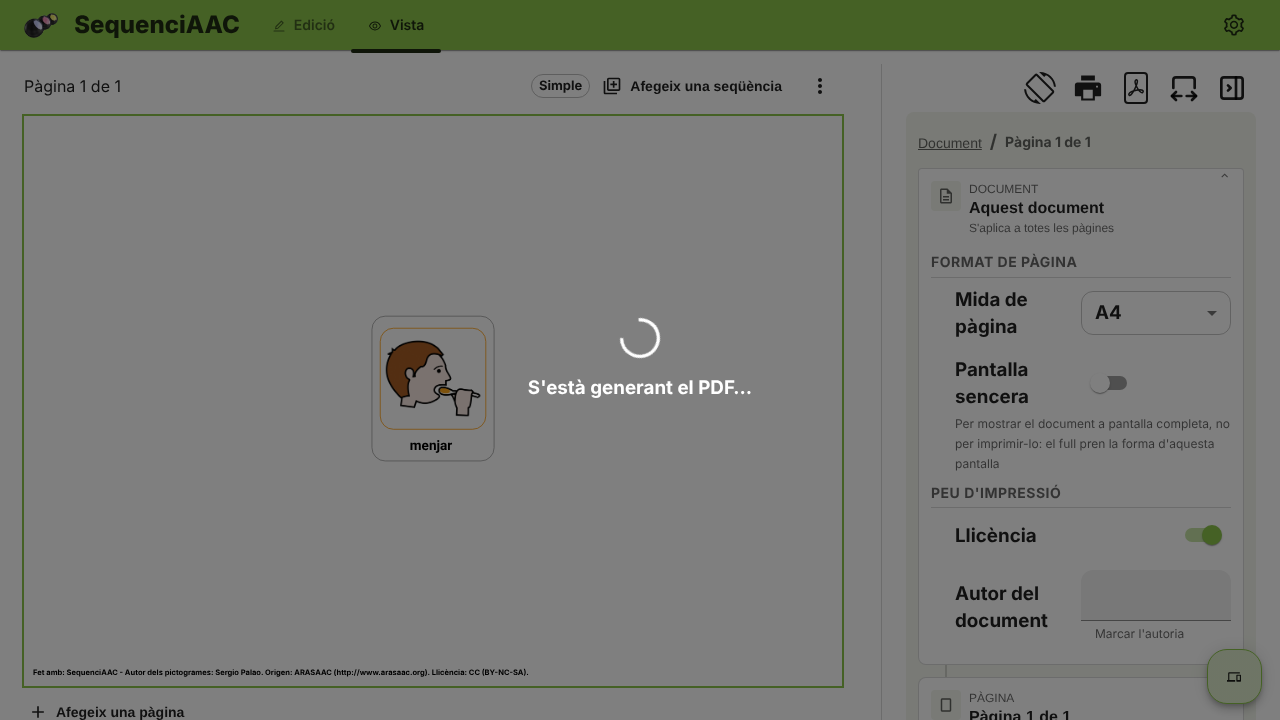 SequenciAAC
Edició
Vista
Pàgina 1 de 1
Simple
Afegeix una seqüència
menjar
Fet amb: SequenciAAC - Autor dels pictogrames: Sergio Palao. Origen: ARASAAC (http://www.arasaac.org). Llicència: CC (BY-NC-SA).
Afegeix una pàgina
S'està generant el PDF...
Document / Pàgina 1 de 1
DOCUMENT
Aquest document
S'aplica a totes les pàgines
FORMAT DE PÀGINA
Mida de
pàgina
A4
Pantalla
sencera
Per mostrar el document a pantalla completa, no
per imprimir-lo: el full pren la forma d'aquesta
pantalla
PEU D'IMPRESSIÓ
Llicència
Autor del
document
Marcar l'autoria
PÀGINA
Pàgina 1 de 1